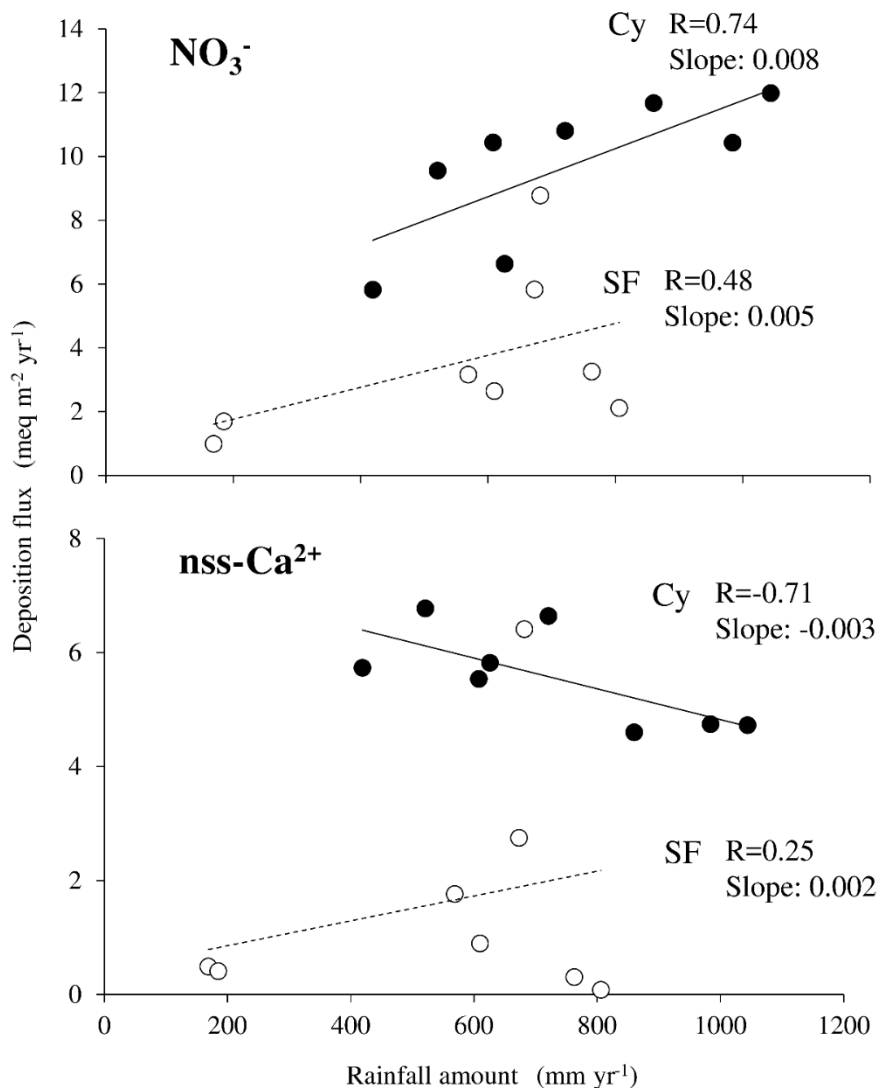 14
12
10
8
6
4
2
0
NO₃⁻
Cy R=0.74
Slope: 0.008
SF R=0.48
Slope: 0.005
Deposition flux (meq m⁻² yr⁻¹)
8
6
4
2
0
nss-Ca²⁺
Cy R=-0.71
Slope: -0.003
SF R=0.25
Slope: 0.002
0 200 400 600 800 1000 1200
Rainfall amount (mm yr⁻¹)